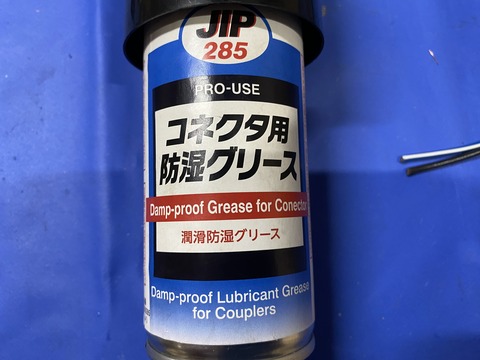 JIP
285
PRO-USE
コネクタ用
防湿グリース
Damp-proof Grease for Conector
潤滑防湿グリース
Damp-proof Lubricant Grease
for Couplers